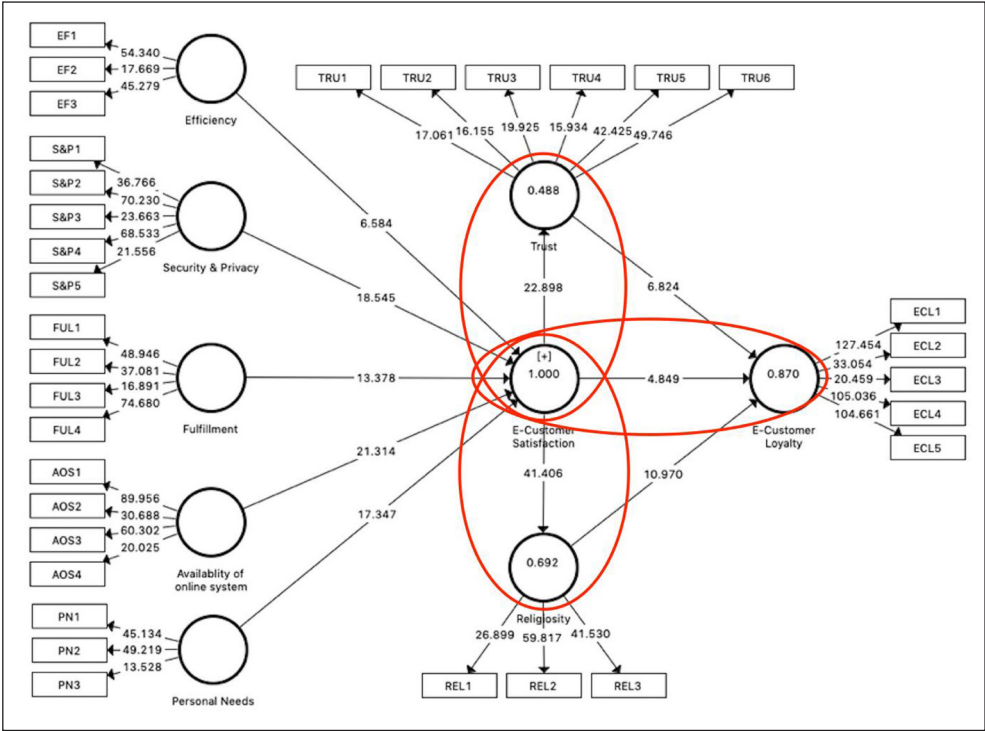 EF1
54.340
EF2
17.669
EF3
45.279
Efficiency
S&P1
36.766
S&P2
70.230
S&P3
23.663
S&P4
68.533
S&P5
21.556
Security & Privacy
FUL1
48.946
FUL2
37.081
FUL3
16.891
FUL4
74.680
Fulfillment
AOS1
89.956
AOS2
30.688
AOS3
60.302
AOS4
20.025
Availablity of
online system
PN1
45.134
PN2
49.219
PN3
13.528
Personal Needs
6.584
18.545
13.378
21.314
17.347
TRU1
TRU2
TRU3
TRU4
TRU5
TRU6
17.061
16.155
19.925
15.934
42.425
49.746
0.488
Trust
22.898
6.824
[+]
1.000
E-Customer
Satisfaction
4.849
41.406
10.970
0.692
Religiosity
26.899
59.817
41.530
REL1
REL2
REL3
0.870
E-Customer
Loyalty
127.454
33.054
20.459
105.036
104.661
ECL1
ECL2
ECL3
ECL4
ECL5